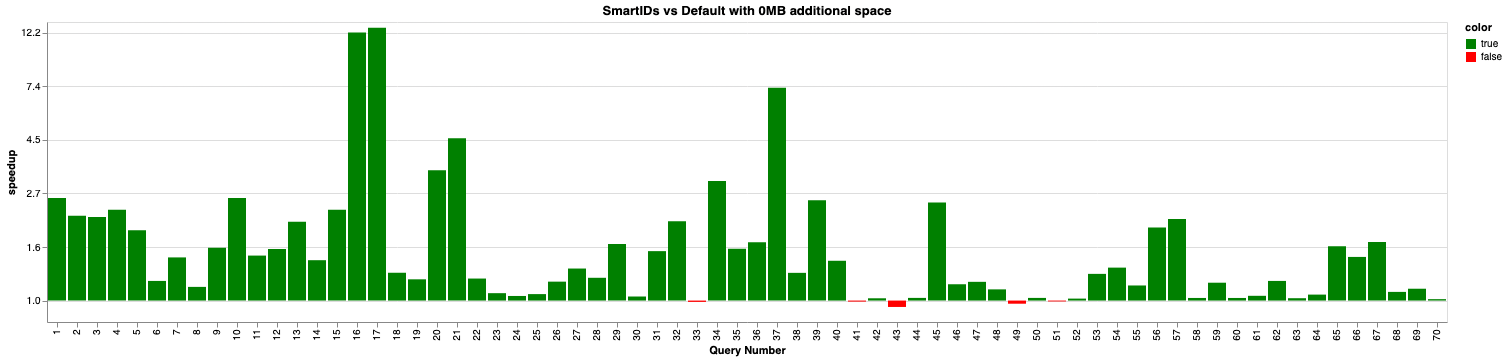 SmartIDs vs Default with 0MB additional space
color
true
false
speedup
12.2
7.4
4.5
2.7
1.6
1.0
1 2 3 4 5 6 7 8 9 10 11 12 13 14 15 16 17 18 19 20 21 22 23 24 25 26 27 28 29 30 31 32 33 34 35 36 37 38 39 40 41 42 43 44 45 46 47 48 49 50 51 52 53 54 55 56 57 58 59 60 61 62 63 64 65 66 67 68 69 70
Query Number